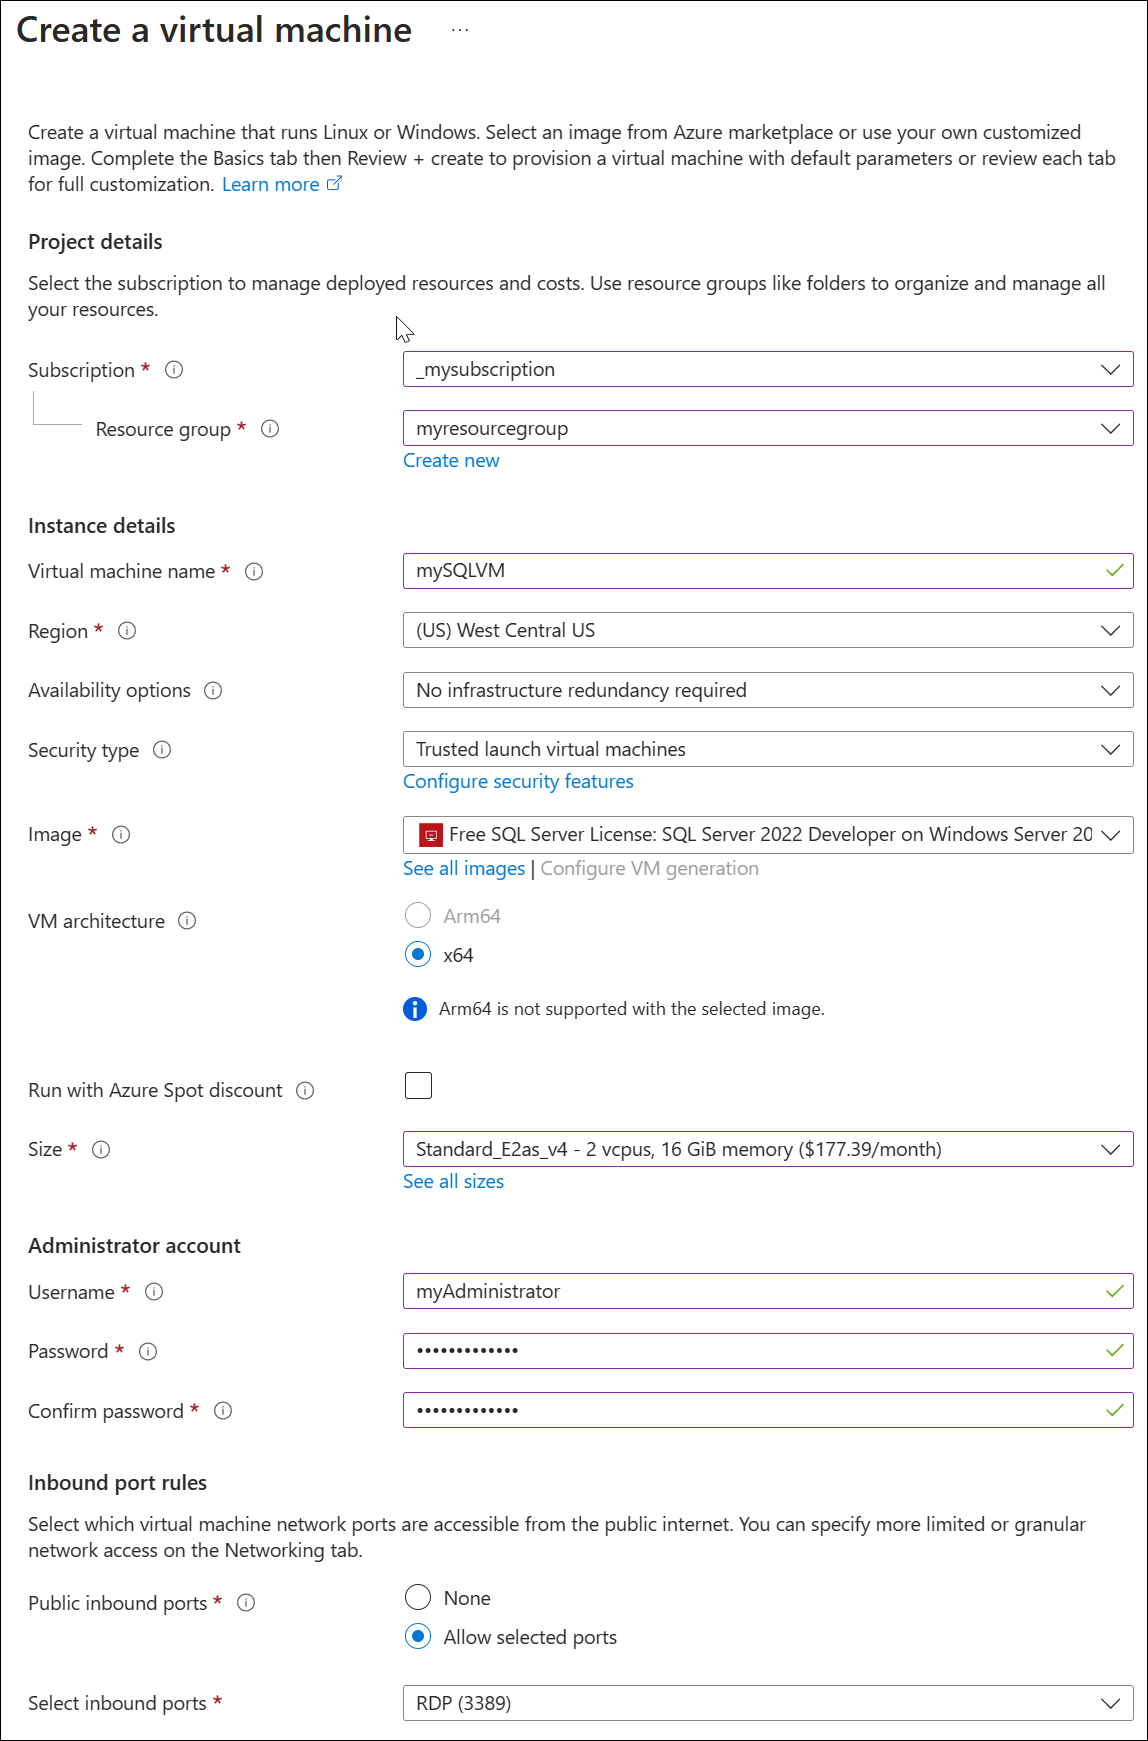 Create a virtual machine ...
Create a virtual machine that runs Linux or Windows. Select an image from Azure marketplace or use your own customized
image. Complete the Basics tab then Review + create to provision a virtual machine with default parameters or review each tab
for full customization. Learn more
Project details
Select the subscription to manage deployed resources and costs. Use resource groups like folders to organize and manage all
your resources.
Subscription * _mysubscription
Resource group * myresourcegroup
Create new
Instance details
Virtual machine name * mySQLVM
Region * (US) West Central US
Availability options No infrastructure redundancy required
Security type Trusted launch virtual machines
Configure security features
Image * Free SQL Server License: SQL Server 2022 Developer on Windows Server 20
See all images | Configure VM generation
VM architecture Arm64
x64
Arm64 is not supported with the selected image.
Run with Azure Spot discount
Size * Standard_E2as_v4 - 2 vcpus, 16 GiB memory ($177.39/month)
See all sizes
Administrator account
Username * myAdministrator
Password * •••••••••••••
Confirm password * •••••••••••••
Inbound port rules
Select which virtual machine network ports are accessible from the public internet. You can specify more limited or granular
network access on the Networking tab.
Public inbound ports * None
Allow selected ports
Select inbound ports * RDP (3389)